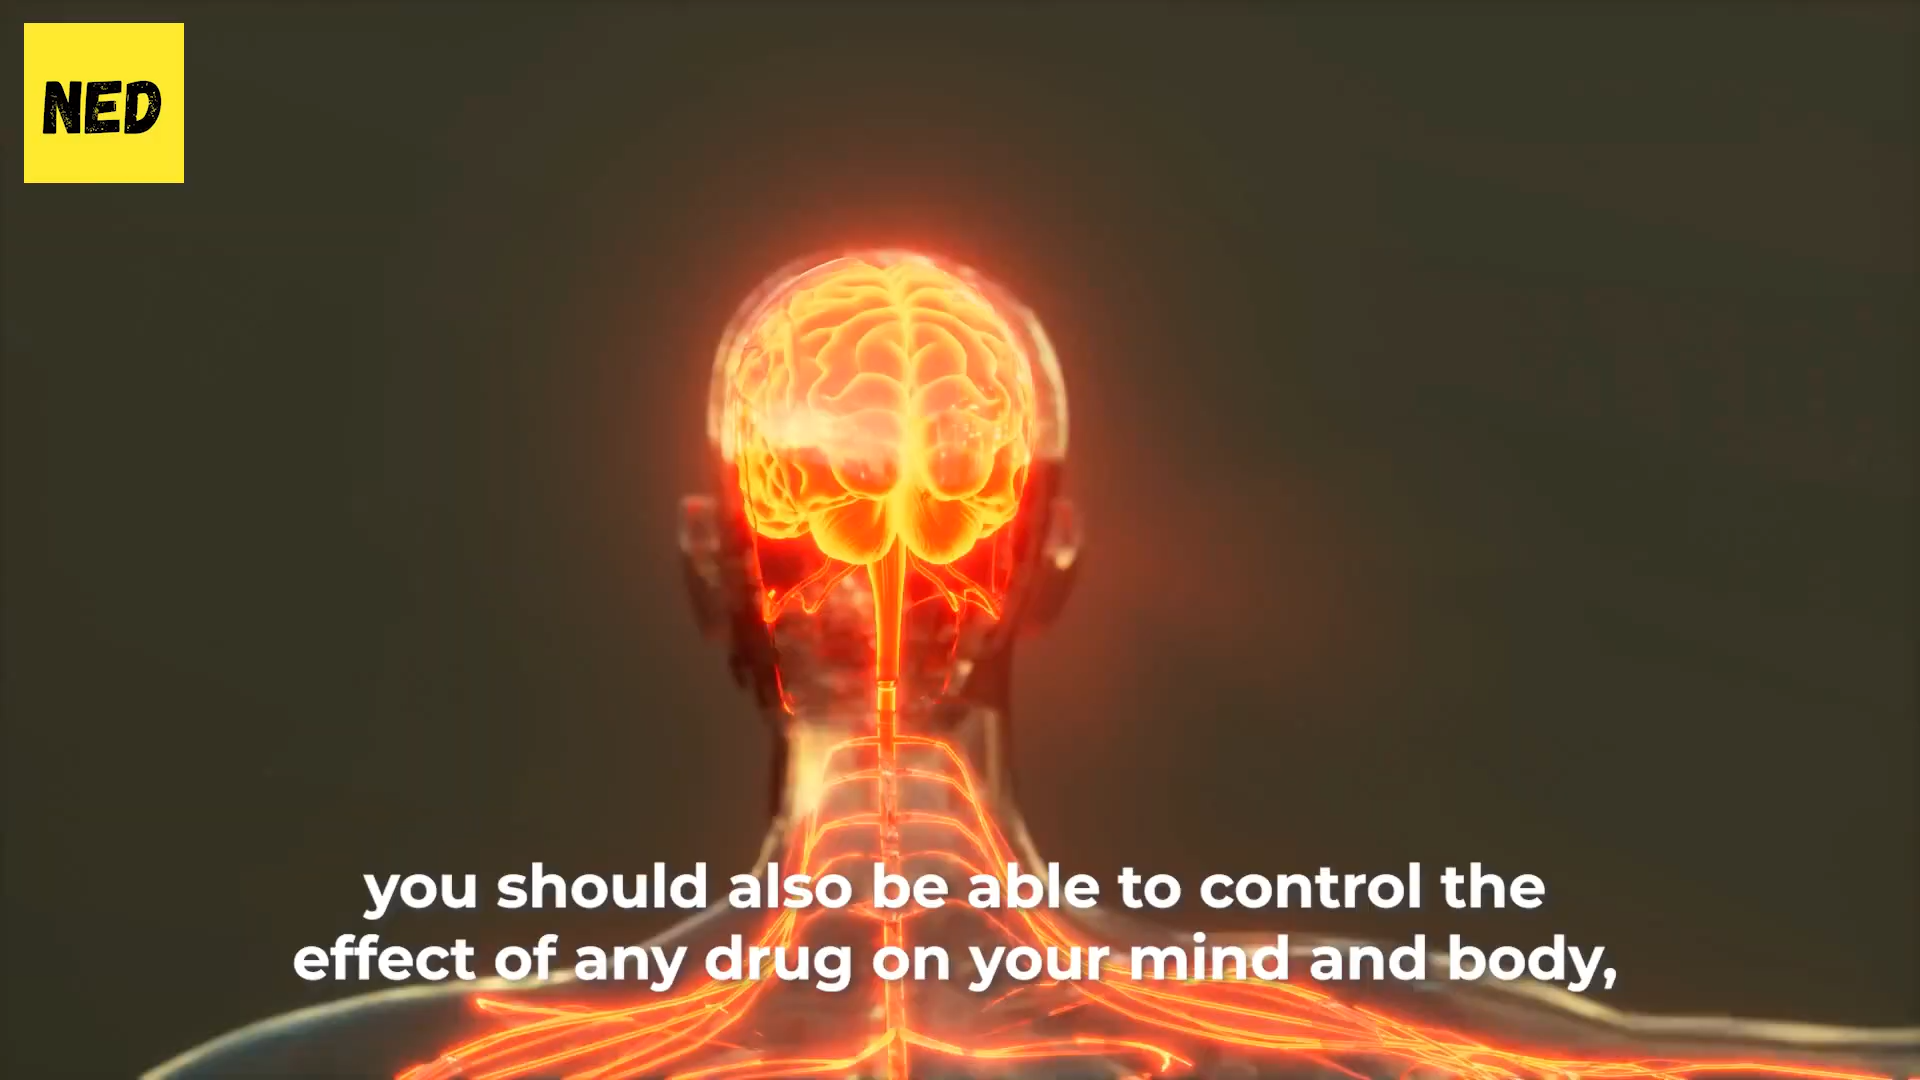 NED
you should also be able to control the
effect of any drug on your mind and body,